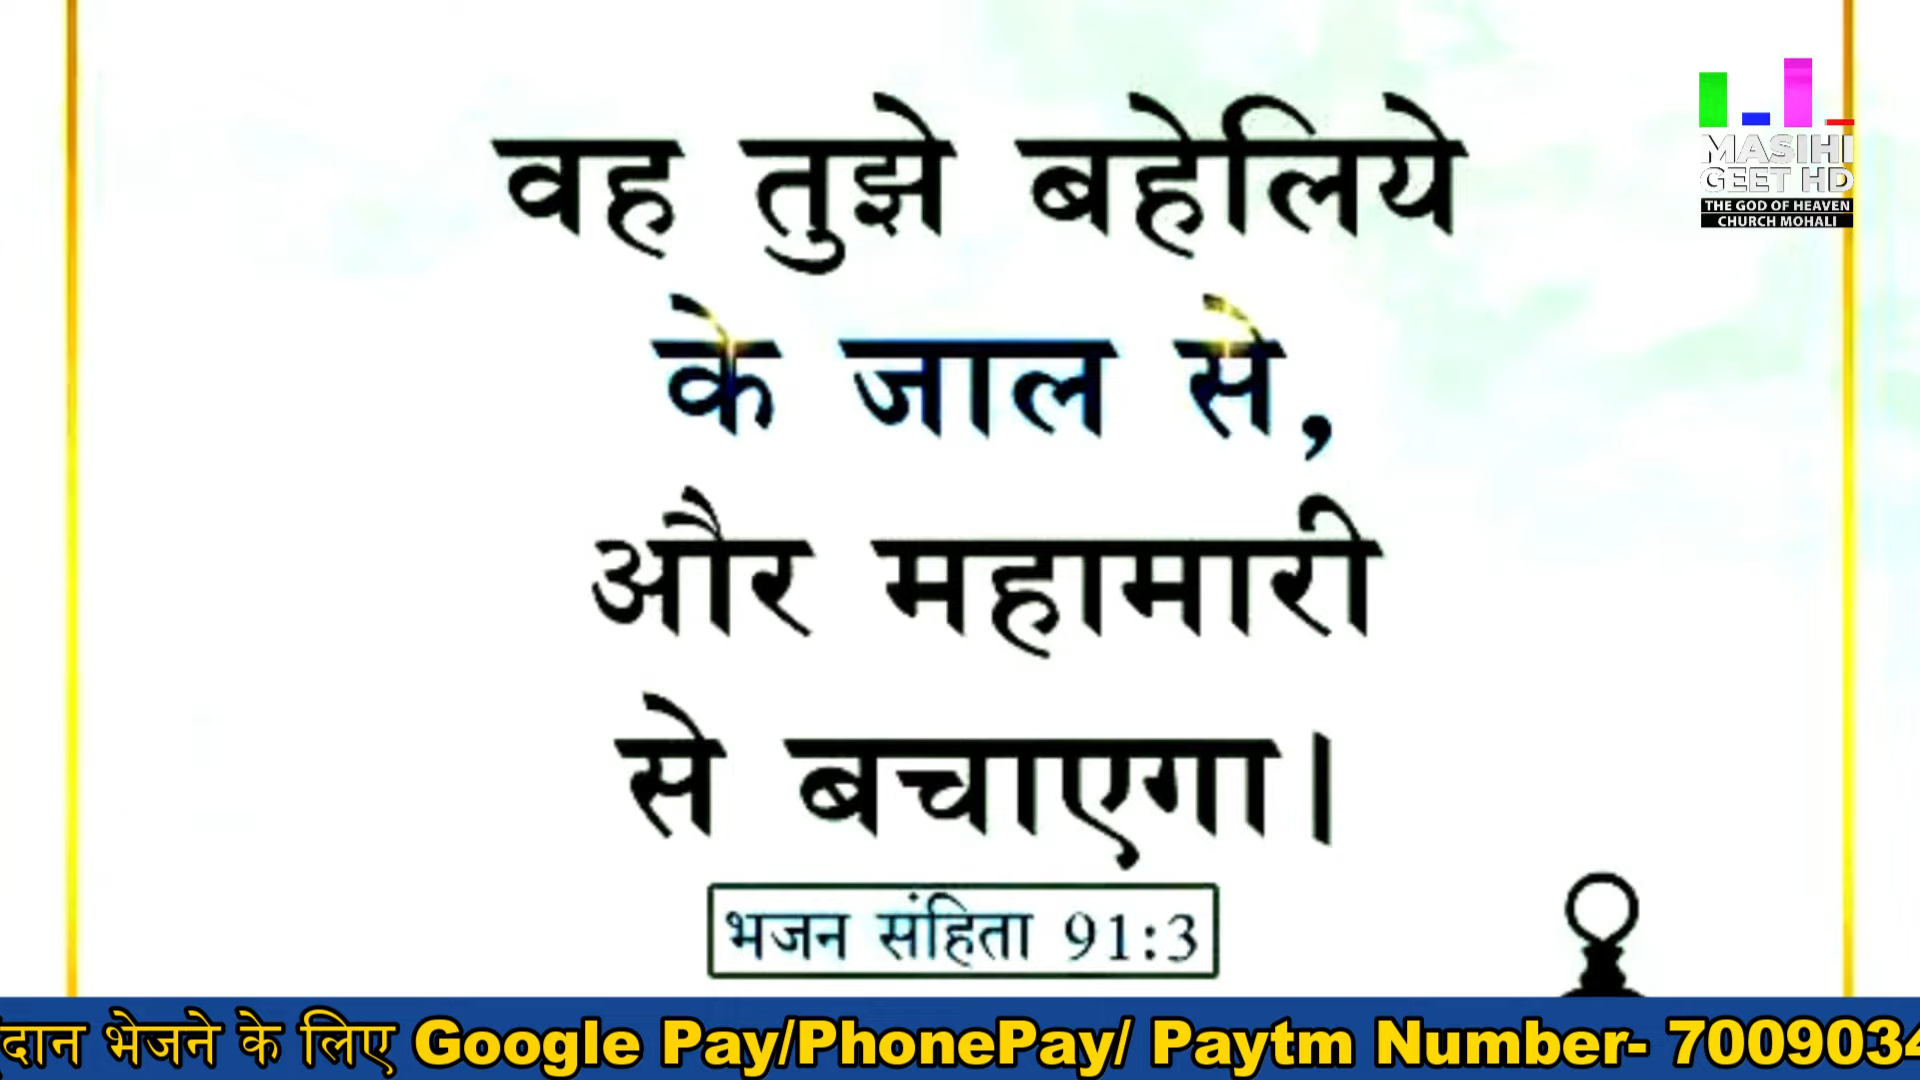 वह तुझे बहेलिये
के जाल से,
और महामारी
से बचाएगा।
भजन संहिता 91:3
MASIHI
GEET HD
THE GOD OF HEAVEN
CHURCH MOHALI
दान भेजने के लिए Google Pay/PhonePay/ Paytm Number- 7009034